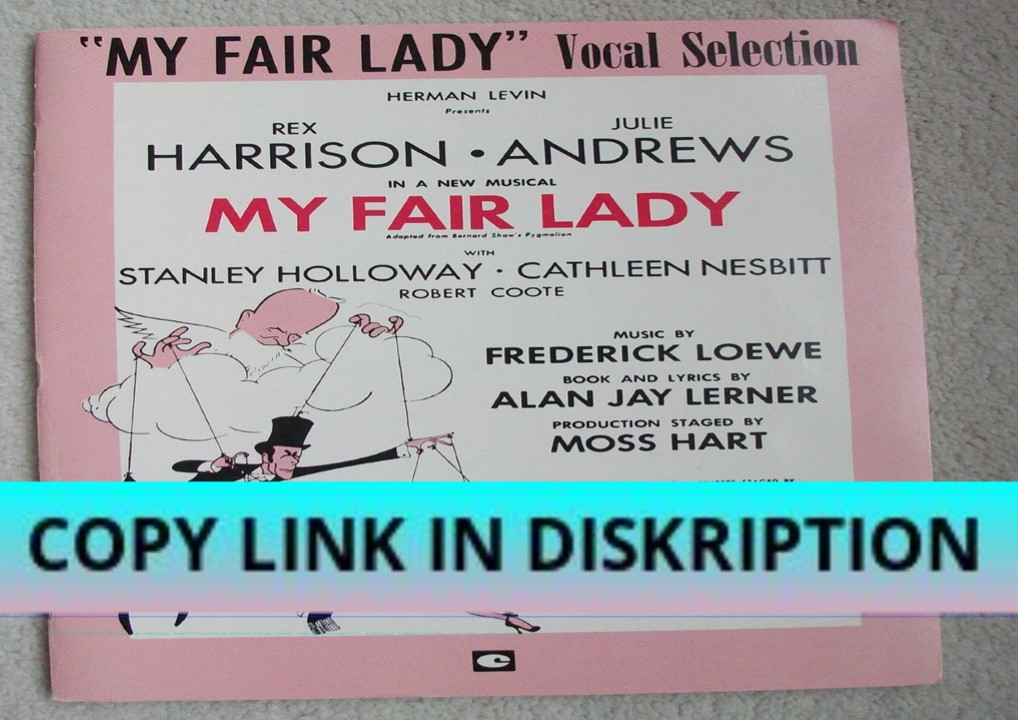 "MY FAIR LADY" Vocal Selection
HERMAN LEVIN
Presents
REX JULIE
HARRISON • ANDREWS
IN A NEW MUSICAL
MY FAIR LADY
Adapted from Bernard Shaw's Pygmalion
WITH
STANLEY HOLLOWAY • CATHLEEN NESBITT
ROBERT COOTE
MUSIC BY
FREDERICK LOEWE
BOOK AND LYRICS BY
ALAN JAY LERNER
PRODUCTION STAGED BY
MOSS HART
COPY LINK IN DISKRIPTION